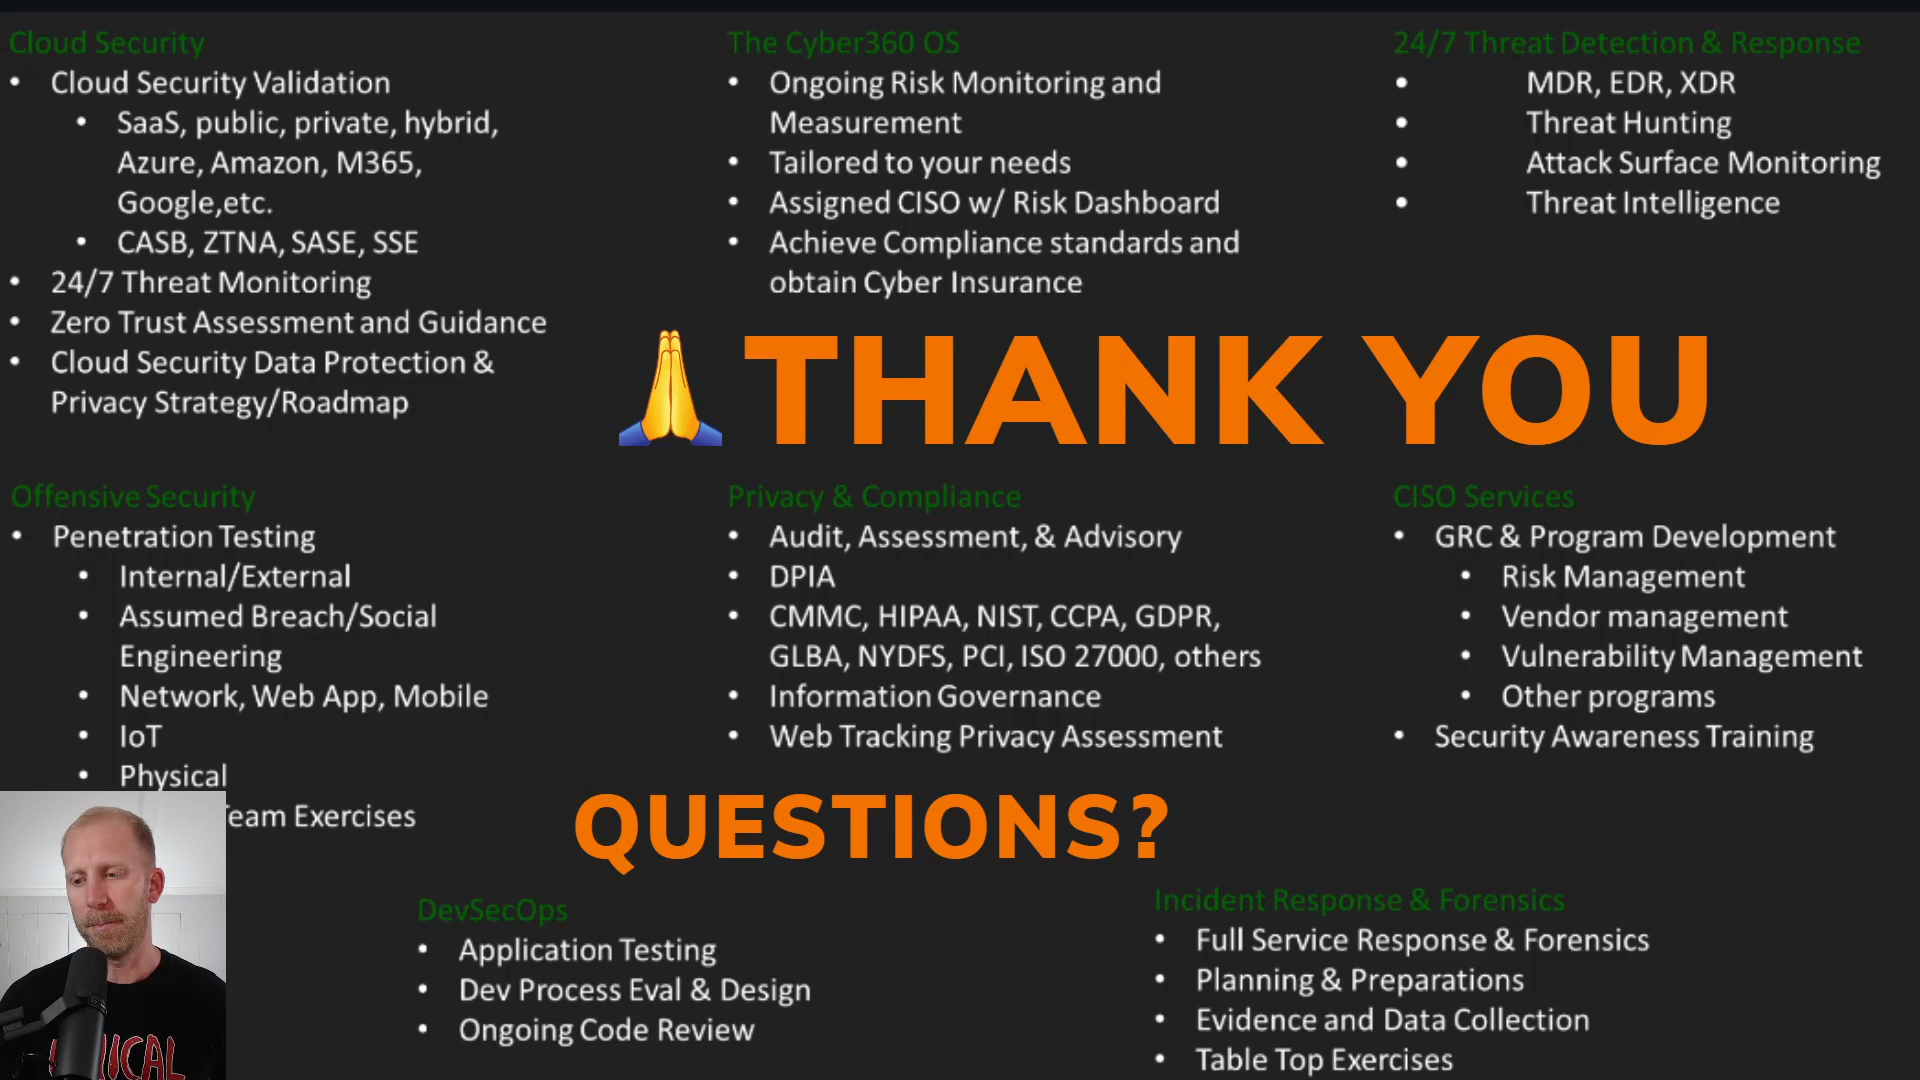 Cloud Security
• Cloud Security Validation
• SaaS, public, private, hybrid,
Azure, Amazon, M365,
Google,etc.
• CASB, ZTNA, SASE, SSE
• 24/7 Threat Monitoring
• Zero Trust Assessment and Guidance
• Cloud Security Data Protection &
Privacy Strategy/Roadmap
The Cyber360 OS
• Ongoing Risk Monitoring and
Measurement
• Tailored to your needs
• Assigned CISO w/ Risk Dashboard
• Achieve Compliance standards and
obtain Cyber Insurance
24/7 Threat Detection & Response
• MDR, EDR, XDR
• Threat Hunting
• Attack Surface Monitoring
• Threat Intelligence
🙏THANK YOU
Offensive Security
• Penetration Testing
• Internal/External
• Assumed Breach/Social
Engineering
• Network, Web App, Mobile
• IoT
• Physical
Team Exercises
Privacy & Compliance
• Audit, Assessment, & Advisory
• DPIA
• CMMC, HIPAA, NIST, CCPA, GDPR,
GLBA, NYDFS, PCI, ISO 27000, others
• Information Governance
• Web Tracking Privacy Assessment
CISO Services
• GRC & Program Development
• Risk Management
• Vendor management
• Vulnerability Management
• Other programs
• Security Awareness Training
QUESTIONS?
DevSecOps
• Application Testing
• Dev Process Eval & Design
• Ongoing Code Review
Incident Response & Forensics
• Full Service Response & Forensics
• Planning & Preparations
• Evidence and Data Collection
• Table Top Exercises